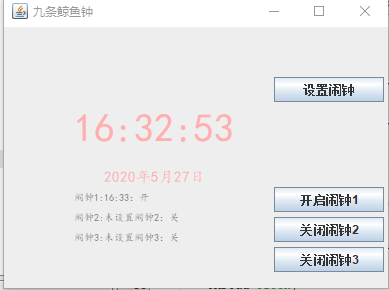 九条鲸鱼钟
设置闹钟
16:32:53
2020年5月27日
闹钟1:16:33; 开
开启闹钟1
闹钟2:未设置闹钟2; 关
关闭闹钟2
闹钟3:未设置闹钟3; 关
关闭闹钟3